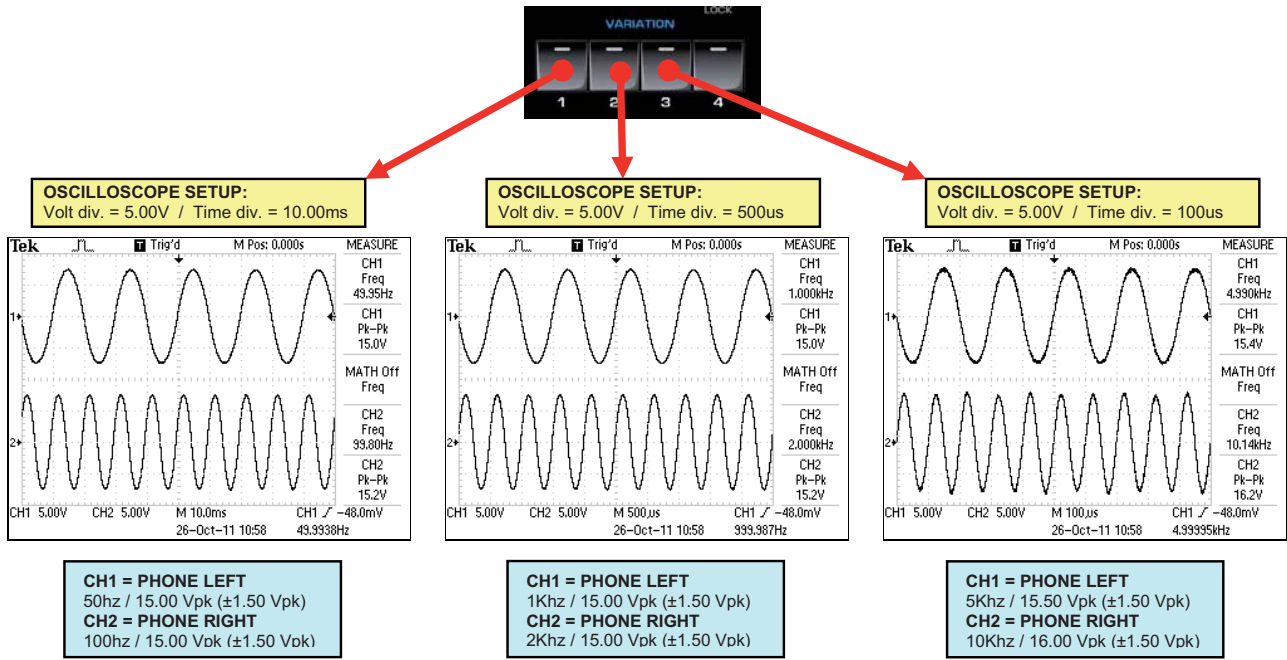 LOCK
VARIATION
1 2 3 4
OSCILLOSCOPE SETUP:
Volt div. = 5.00V / Time div. = 10.00ms
Tek T Trig'd M Pos: 0.000s MEASURE
CH1
Freq
49.95Hz
1
CH1
Pk-Pk
15.0V
MATH Off
Freq
CH2
Freq
99.80Hz
2
CH2
Pk-Pk
15.2V
CH1 5.00V CH2 5.00V M 10.0ms CH1 -48.0mV
26-Oct-11 10:58 49.9938Hz
CH1 = PHONE LEFT
50hz / 15.00 Vpk (±1.50 Vpk)
CH2 = PHONE RIGHT
100hz / 15.00 Vpk (±1.50 Vpk)
OSCILLOSCOPE SETUP:
Volt div. = 5.00V / Time div. = 500us
Tek T Trig'd M Pos: 0.000s MEASURE
CH1
Freq
1.000kHz
1
CH1
Pk-Pk
15.0V
MATH Off
Freq
CH2
Freq
2.000kHz
2
CH2
Pk-Pk
15.2V
CH1 5.00V CH2 5.00V M 500µs CH1 -48.0mV
26-Oct-11 10:58 999.987Hz
CH1 = PHONE LEFT
1Khz / 15.00 Vpk (±1.50 Vpk)
CH2 = PHONE RIGHT
2Khz / 15.00 Vpk (±1.50 Vpk)
OSCILLOSCOPE SETUP:
Volt div. = 5.00V / Time div. = 100us
Tek T Trig'd M Pos: 0.000s MEASURE
CH1
Freq
4.990kHz
1
CH1
Pk-Pk
15.4V
MATH Off
Freq
CH2
Freq
10.14kHz
2
CH2
Pk-Pk
16.2V
CH1 5.00V CH2 5.00V M 100µs CH1 -48.0mV
26-Oct-11 10:58 4.99995kHz
CH1 = PHONE LEFT
5Khz / 15.50 Vpk (±1.50 Vpk)
CH2 = PHONE RIGHT
10Khz / 16.00 Vpk (±1.50 Vpk)